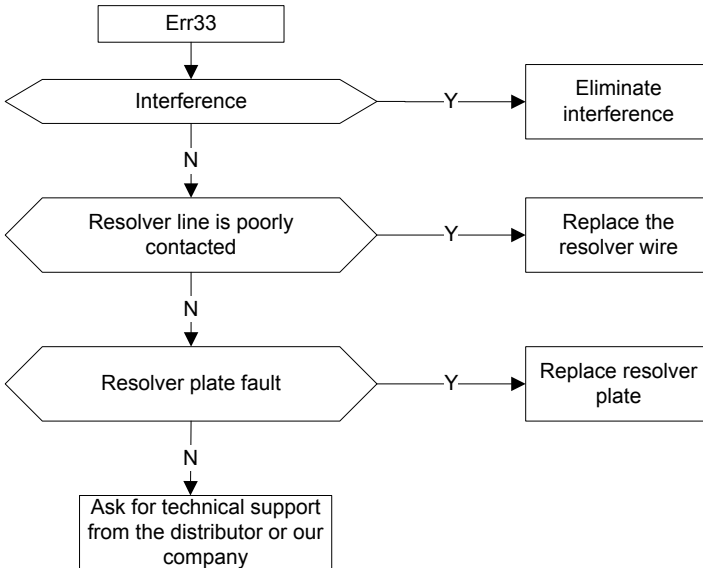 Err33
Interference
Y
Eliminate
interference
N
Resolver line is poorly
contacted
Y
Replace the
resolver wire
N
Resolver plate fault
Y
Replace resolver
plate
N
Ask for technical support
from the distributor or our
company